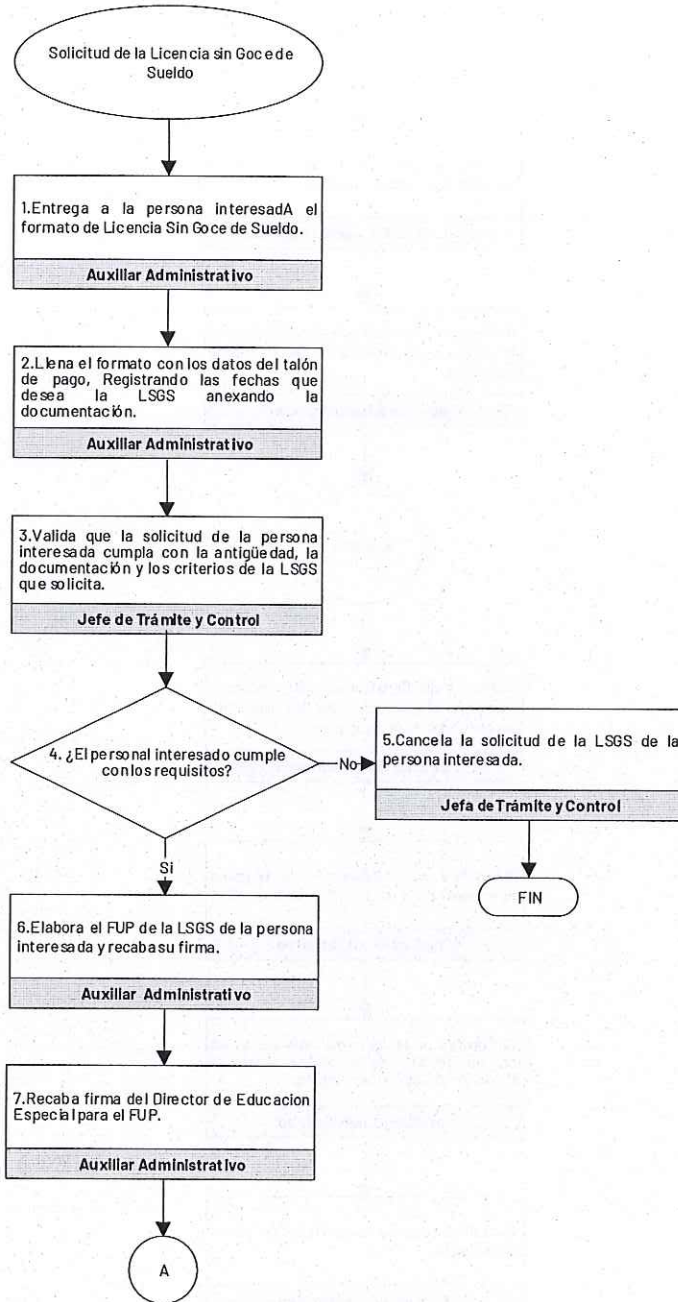 Solicitud de la Licencia sin Goce de
Sueldo
1.Entrega a la persona interesadA el
formato de Licencia Sin Goce de Sueldo.
Auxiliar Administrativo
2.Llena el formato con los datos del talón
de pago, Registrando las fechas que
desea la LSGS anexando la
documentación.
Auxiliar Administrativo
3.Valida que la solicitud de la persona
interesada cumpla con la antigüedad, la
documentación y los criterios de la LSGS
que solicita.
Jefe de Trámite y Control
4. ¿El personal interesado cumple
con los requisitos?
No
5.Cancela la solicitud de la LSGS de la
persona interesada.
Jefa de Trámite y Control
FIN
Si
6.Elabora el FUP de la LSGS de la persona
interesada y recaba su firma.
Auxiliar Administrativo
7.Recaba firma del Director de Educacion
Especial para el FUP.
Auxiliar Administrativo
A